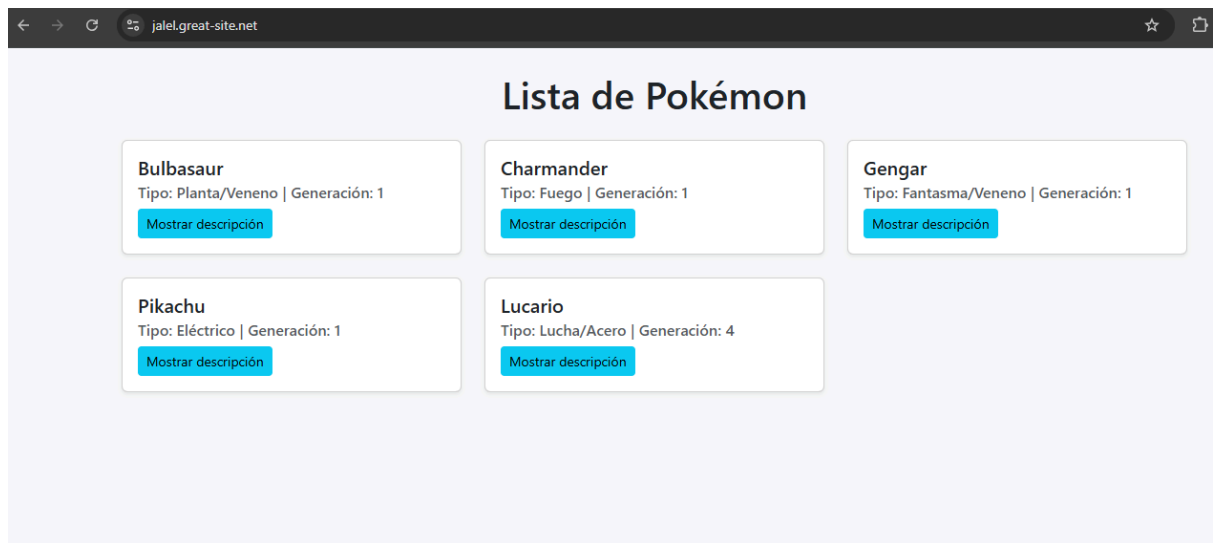 jalel.great-site.net
Lista de Pokémon
Bulbasaur
Tipo: Planta/Veneno | Generación: 1
Mostrar descripción
Charmander
Tipo: Fuego | Generación: 1
Mostrar descripción
Gengar
Tipo: Fantasma/Veneno | Generación: 1
Mostrar descripción
Pikachu
Tipo: Eléctrico | Generación: 1
Mostrar descripción
Lucario
Tipo: Lucha/Acero | Generación: 4
Mostrar descripción